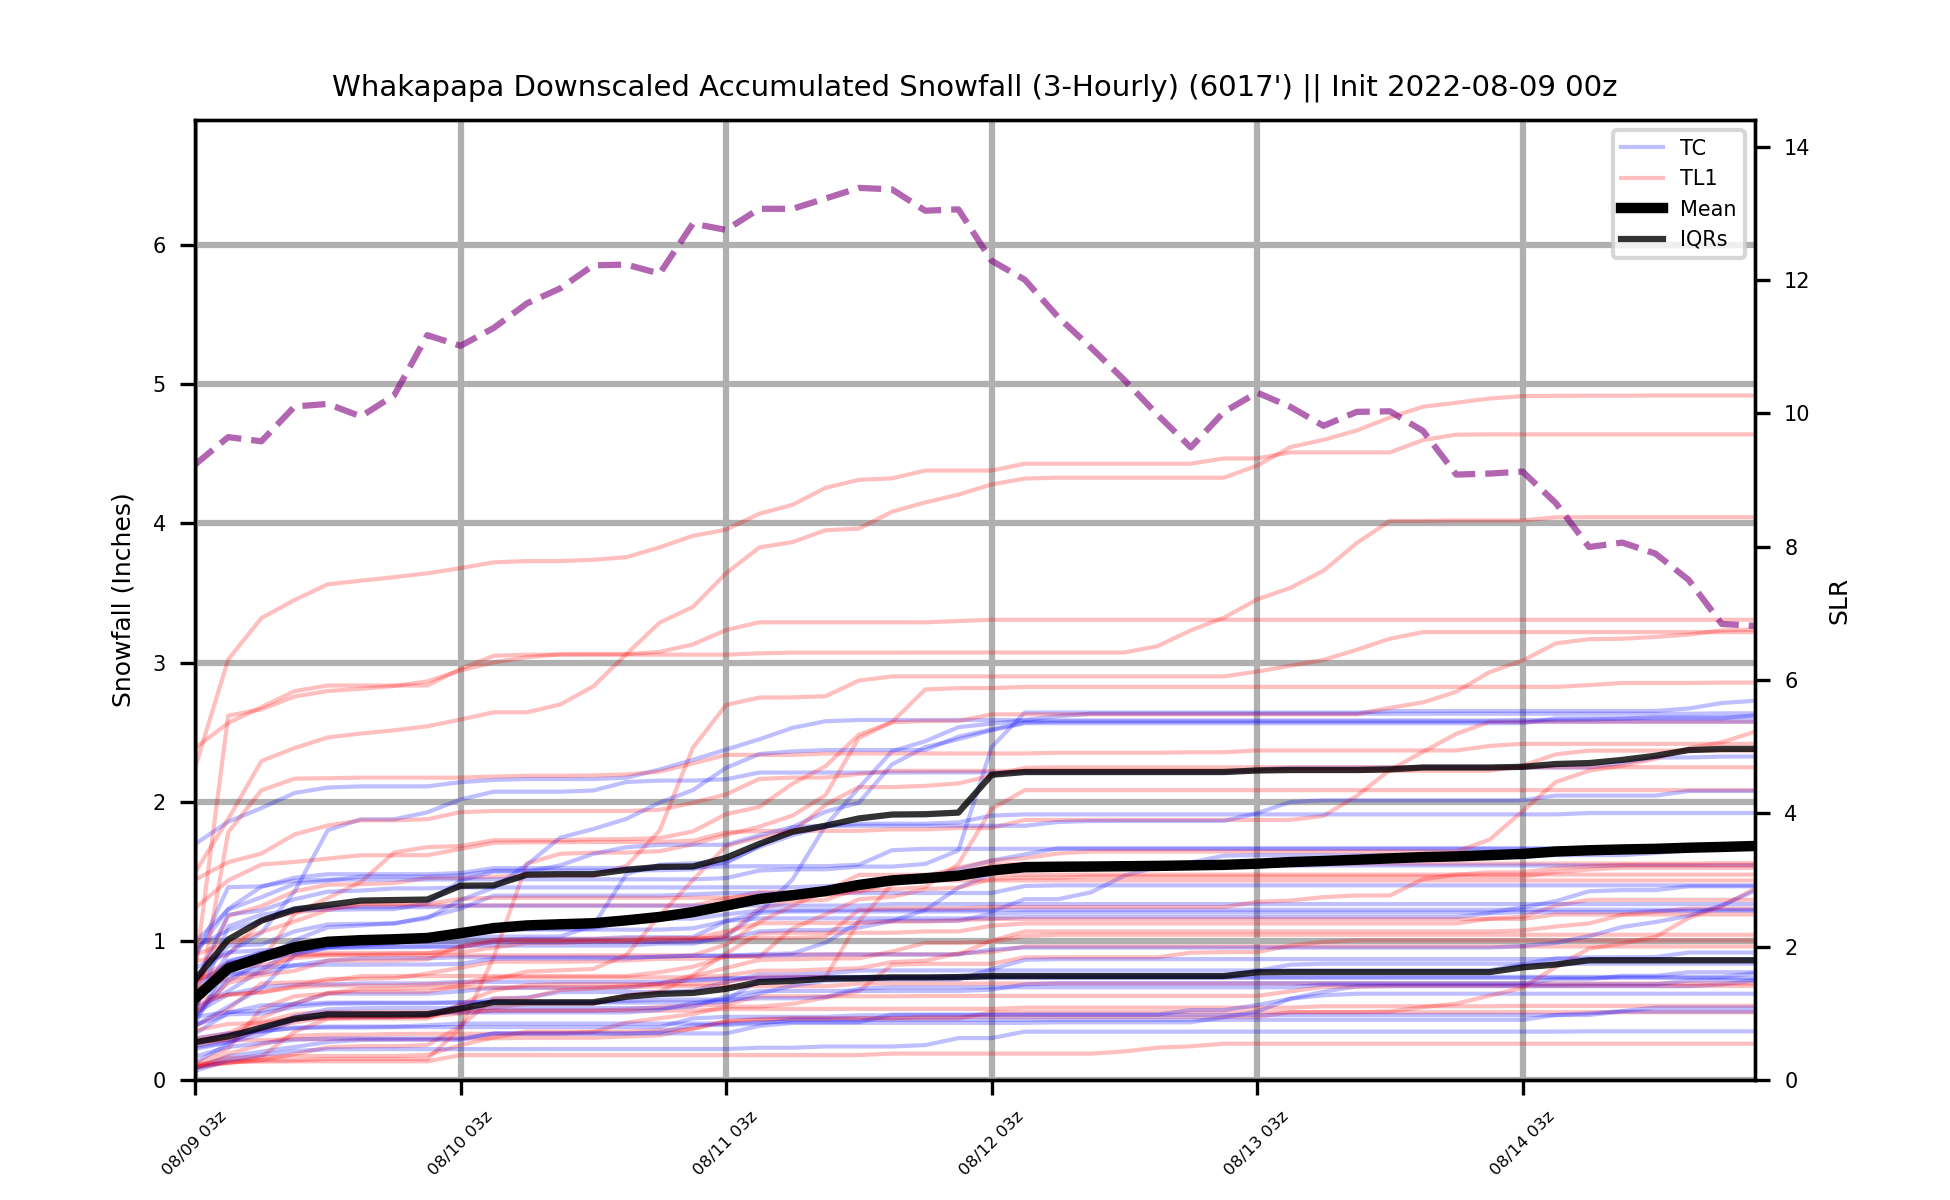 Whakapapa Downscaled Accumulated Snowfall (3-Hourly) (6017') || Init 2022-08-09 00z
TC
TL1
Mean
IQRs
Snowfall (Inches)
6
5
4
3
2
1
0
SLR
14
12
10
8
6
4
2
0
08/09 03z
08/10 03z
08/11 03z
08/12 03z
08/13 03z
08/14 03z